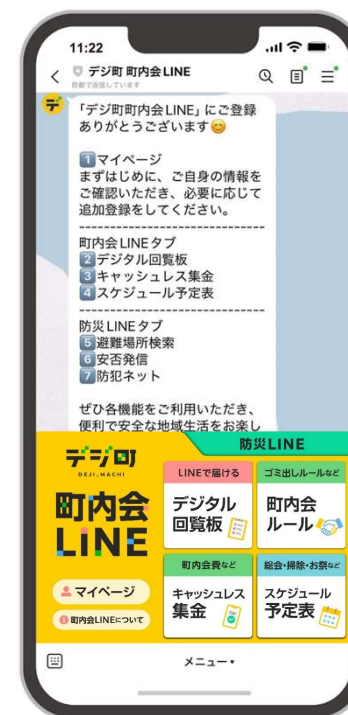 11:22
デジ町 町内会LINE
自動で返信しています
デ
「デジ町町内会LINE」にご登録
ありがとうございます😊
1️⃣マイページ
まずはじめに、ご自身の情報を
ご確認いただき、必要に応じて
追加登録をしてください。
------------------------------
町内会LINEタブ
2️⃣デジタル回覧板
3️⃣キャッシュレス集金
4️⃣スケジュール予定表
------------------------------
防災LINEタブ
5️⃣避難場所検索
6️⃣安否発信
7️⃣防犯ネット
ぜひ各機能をご利用いただき、
便利で安全な地域生活をお楽し
防災LINE
デジ町
DEJI.MACHI
町内会
LINE
マイページ
町内会LINEについて
LINEで届ける
デジタル
回覧板
ゴミ出しルールなど
町内会
ルール
町内会費など
キャッシュレス
集金
総会・掃除・お祭など
スケジュール
予定表
メニュー▾